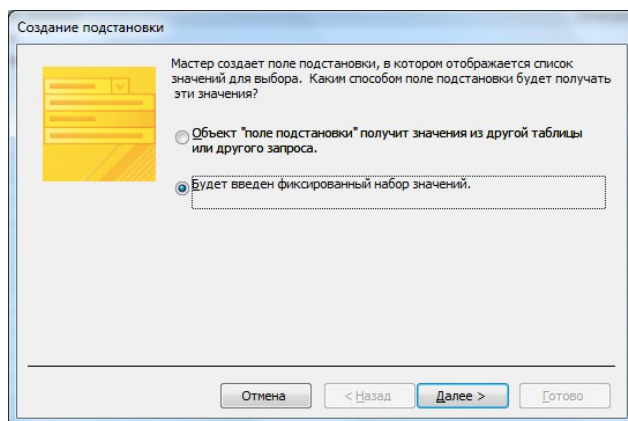 Создание подстановки
Мастер создает поле подстановки, в котором отображается список
значений для выбора. Каким способом поле подстановки будет получать
эти значения?
Объект "поле подстановки" получит значения из другой таблицы
или другого запроса.
Будет введен фиксированный набор значений.
Отмена
< Назад
Далее >
Готово